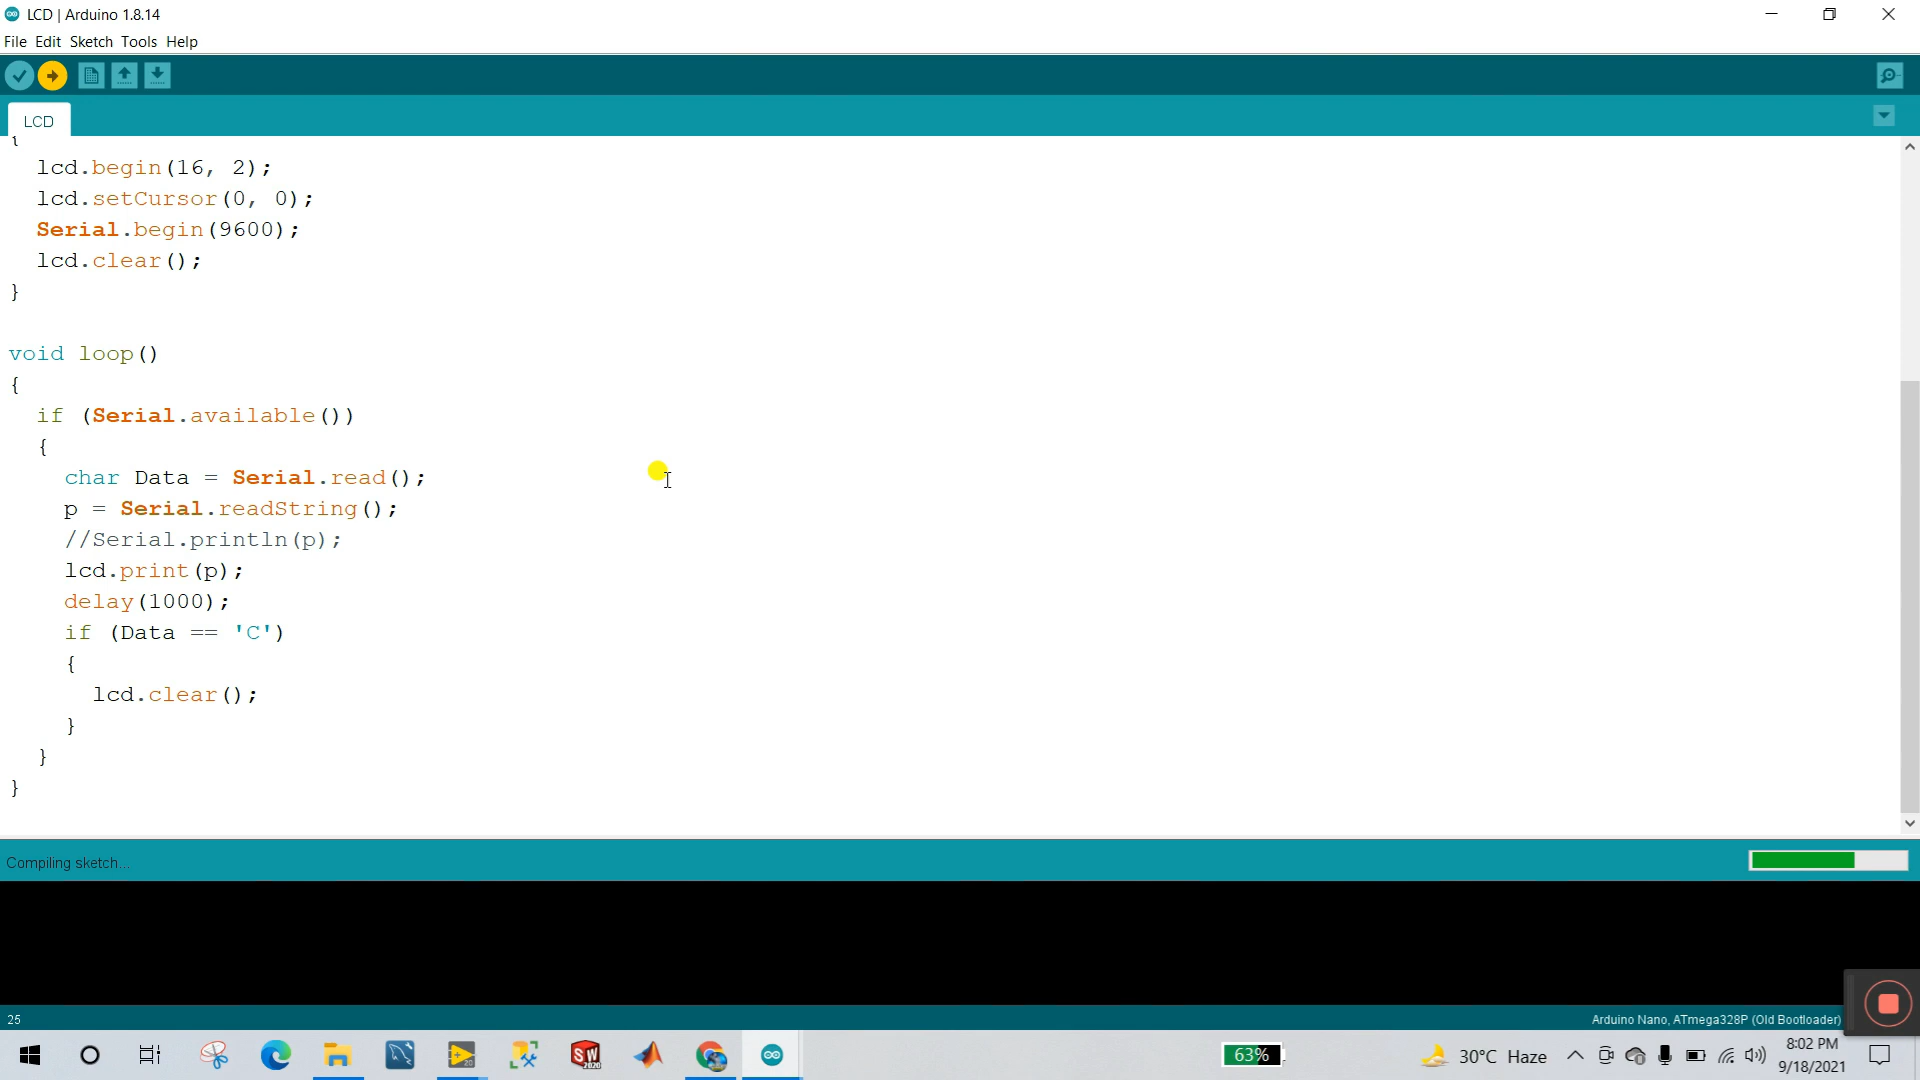 LCD | Arduino 1.8.14
File Edit Sketch Tools Help
LCD
{
lcd.begin(16, 2);
lcd.setCursor(0, 0);
Serial.begin(9600);
lcd.clear();
}
void loop()
{
if (Serial.available())
{
char Data = Serial.read();
p = Serial.readString();
//Serial.println(p);
lcd.print(p);
delay(1000);
if (Data == 'C')
{
lcd.clear();
}
}
}
Compiling sketch...
25
Arduino Nano, ATmega328P (Old Bootloader)
SW
2020
20
63%
30°C Haze
8:02 PM
9/18/2021